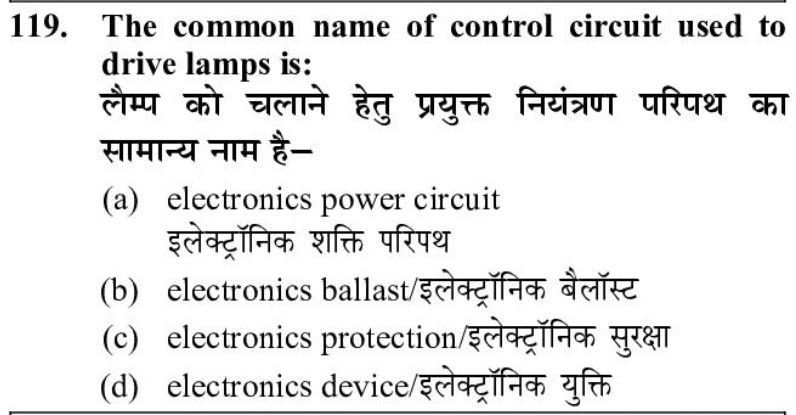 119. The common name of control circuit used to
drive lamps is:
लैम्प को चलाने हेतु प्रयुक्त नियंत्रण परिपथ का
सामान्य नाम है–
(a) electronics power circuit
इलेक्ट्रॉनिक शक्ति परिपथ
(b) electronics ballast/इलेक्ट्रॉनिक बैलॉस्ट
(c) electronics protection/इलेक्ट्रॉनिक सुरक्षा
(d) electronics device/इलेक्ट्रॉनिक युक्ति